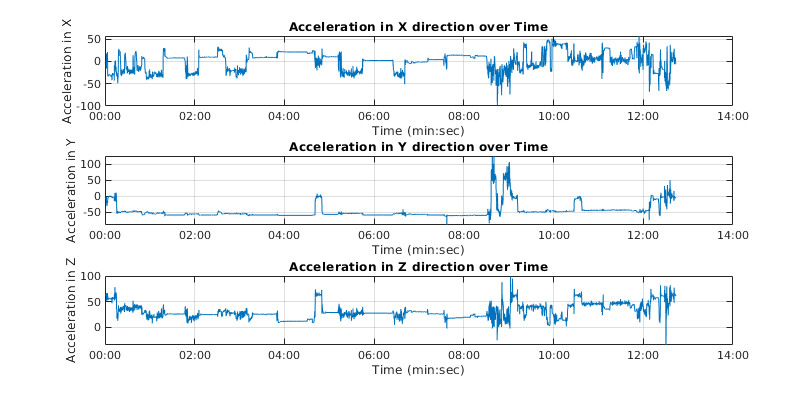 Acceleration in X direction over Time
Acceleration in X
50
0
-50
-100
00:00 02:00 04:00 06:00 08:00 10:00 12:00 14:00
Time (min:sec)
Acceleration in Y direction over Time
Acceleration in Y
100
50
0
-50
00:00 02:00 04:00 06:00 08:00 10:00 12:00 14:00
Time (min:sec)
Acceleration in Z direction over Time
Acceleration in Z
100
50
0
00:00 02:00 04:00 06:00 08:00 10:00 12:00 14:00
Time (min:sec)